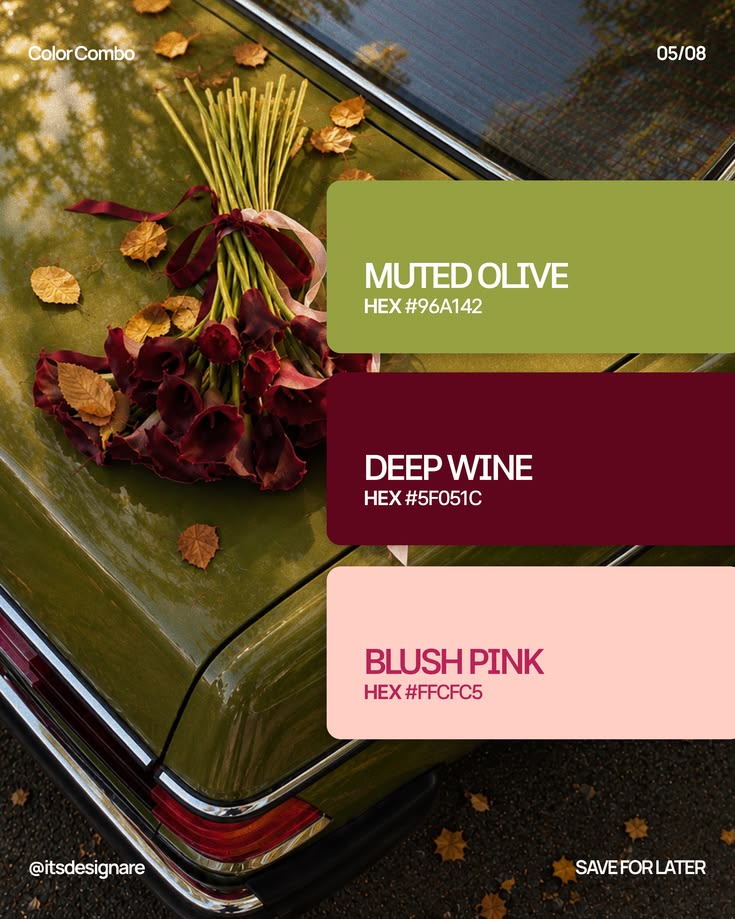 Color Combo
05/08
MUTED OLIVE
HEX #96A142
DEEP WINE
HEX #5F051C
BLUSH PINK
HEX #FFCFC5
@itsdesignare
SAVE FOR LATER